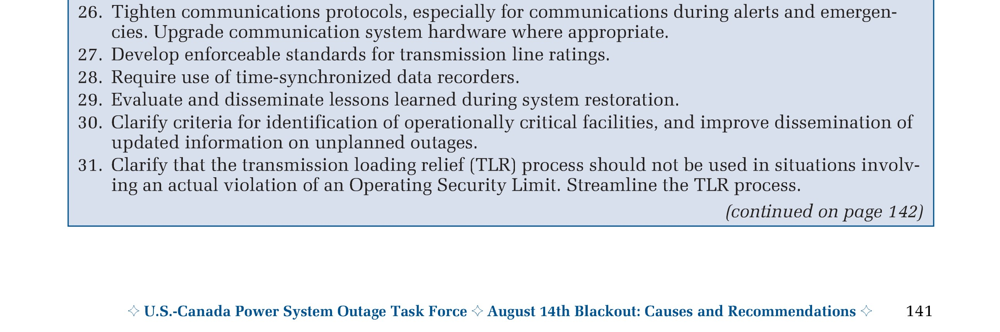 26. Tighten communications protocols, especially for communications during alerts and emergen-
cies. Upgrade communication system hardware where appropriate.
27. Develop enforceable standards for transmission line ratings.
28. Require use of time-synchronized data recorders.
29. Evaluate and disseminate lessons learned during system restoration.
30. Clarify criteria for identification of operationally critical facilities, and improve dissemination of
updated information on unplanned outages.
31. Clarify that the transmission loading relief (TLR) process should not be used in situations involv-
ing an actual violation of an Operating Security Limit. Streamline the TLR process.
(continued on page 142)
✧ U.S.-Canada Power System Outage Task Force ✧ August 14th Blackout: Causes and Recommendations ✧ 141